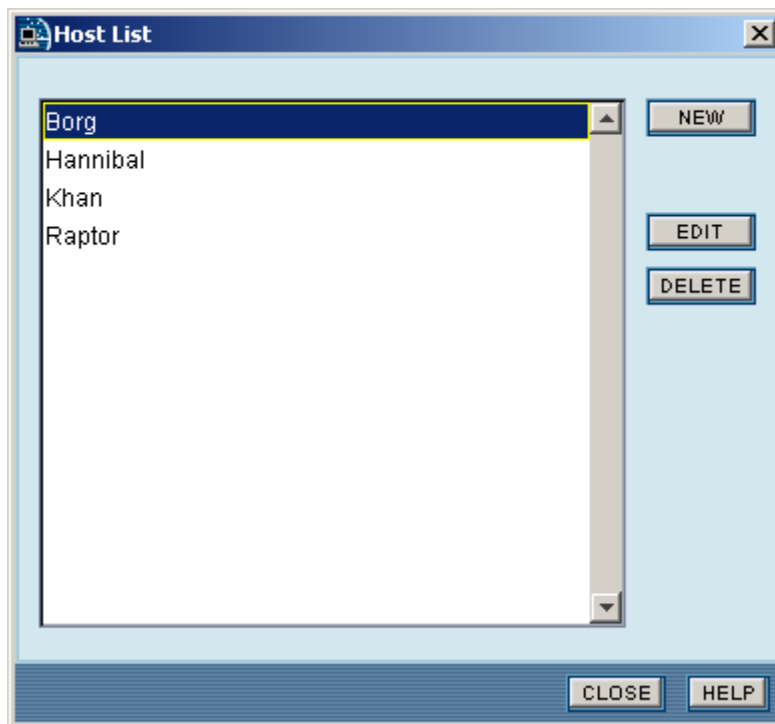 Host List
Borg
Hannibal
Khan
Raptor
NEW
EDIT
DELETE
CLOSE
HELP